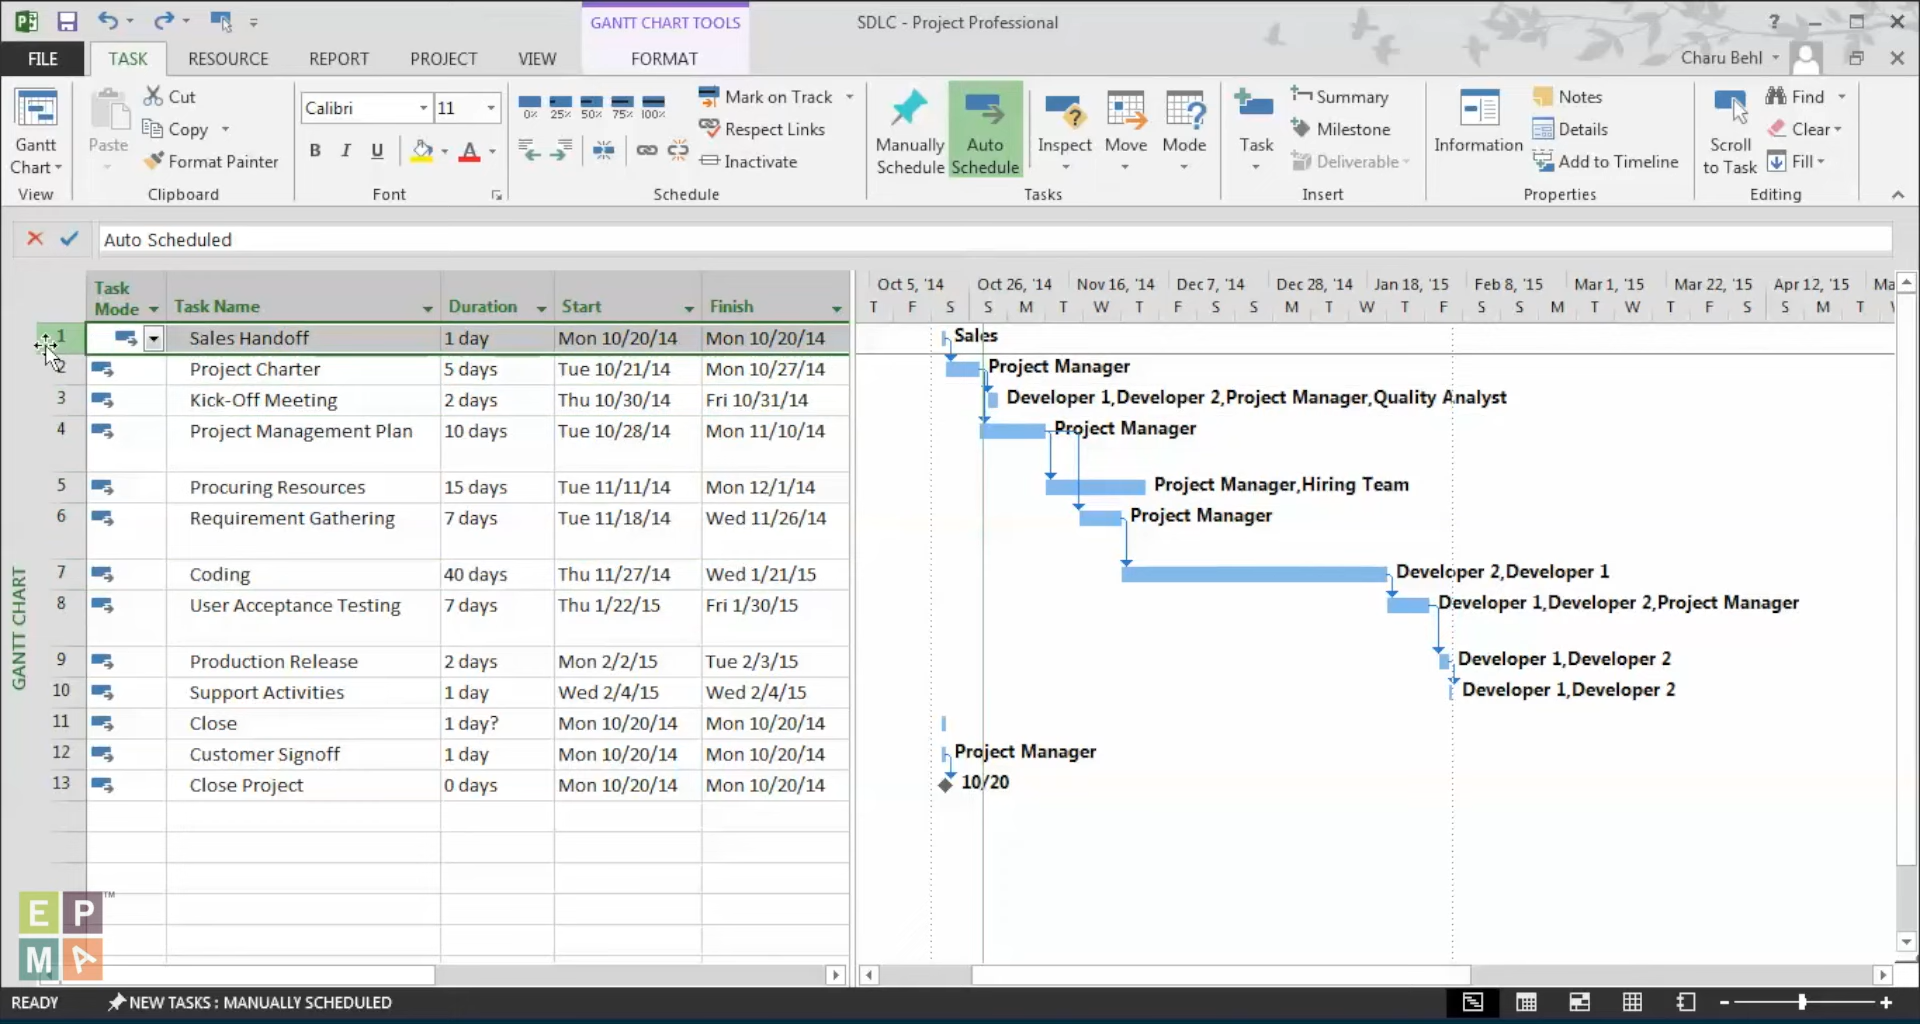 GANTT CHART TOOLS
SDLC - Project Professional
FILE TASK RESOURCE REPORT PROJECT VIEW FORMAT
Charu Behl
Gantt Chart
View
Paste
Cut
Copy
Format Painter
Clipboard
Calibri 11
B I U A
Font
0% 25% 50% 75% 100%
Mark on Track
Respect Links
Inactivate
Schedule
Manually Schedule
Auto Schedule
Inspect
Move
Mode
Tasks
Task
Summary
Milestone
Deliverable
Insert
Information
Notes
Details
Add to Timeline
Properties
Scroll to Task
Find
Clear
Fill
Editing
Auto Scheduled
Task Mode Task Name Duration Start Finish
Oct 5, '14 Oct 26, '14 Nov 16, '14 Dec 7, '14 Dec 28, '14 Jan 18, '15 Feb 8, '15 Mar 1, '15 Mar 22, '15 Apr 12, '15 Ma
T F S S M T W T F S S M T W T F S S M T W T F S S M T W
1 Sales Handoff 1 day Mon 10/20/14 Mon 10/20/14 Sales
2 Project Charter 5 days Tue 10/21/14 Mon 10/27/14 Project Manager
3 Kick-Off Meeting 2 days Thu 10/30/14 Fri 10/31/14 Developer 1,Developer 2,Project Manager,Quality Analyst
4 Project Management Plan 10 days Tue 10/28/14 Mon 11/10/14 Project Manager
5 Procuring Resources 15 days Tue 11/11/14 Mon 12/1/14 Project Manager,Hiring Team
6 Requirement Gathering 7 days Tue 11/18/14 Wed 11/26/14 Project Manager
7 Coding 40 days Thu 11/27/14 Wed 1/21/15 Developer 2,Developer 1
8 User Acceptance Testing 7 days Thu 1/22/15 Fri 1/30/15 Developer 1,Developer 2,Project Manager
9 Production Release 2 days Mon 2/2/15 Tue 2/3/15 Developer 1,Developer 2
10 Support Activities 1 day Wed 2/4/15 Wed 2/4/15 Developer 1,Developer 2
11 Close 1 day? Mon 10/20/14 Mon 10/20/14
12 Customer Signoff 1 day Mon 10/20/14 Mon 10/20/14 Project Manager
13 Close Project 0 days Mon 10/20/14 Mon 10/20/14 10/20
GANTT CHART
EPMA™
READY NEW TASKS : MANUALLY SCHEDULED